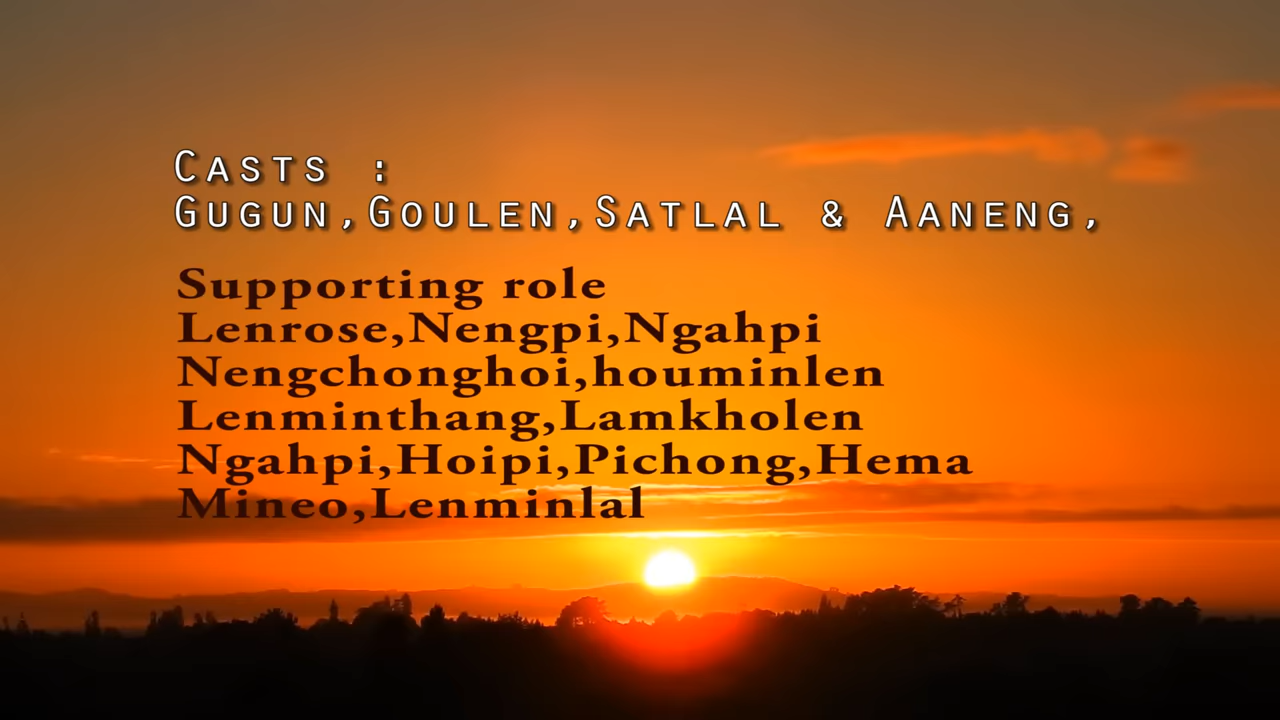 Casts :
Gugun,Goulen,Satlal & Aaneng,
Supporting role
Lenrose,Nengpi,Ngahpi
Nengchonghoi,houminlen
Lenminthang,Lamkholen
Ngahpi,Hoipi,Pichong,Hema
Mineo,Lenminlal